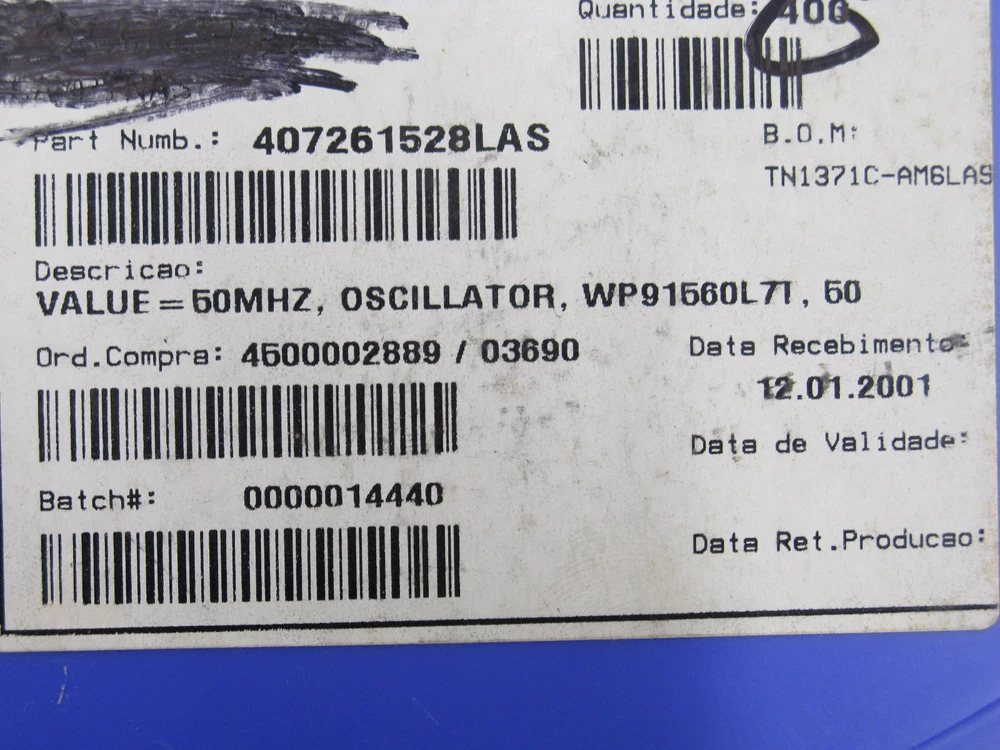 Quantidade: 400
Part Numb.: 407261528LAS
B.O.M:
TN1371C-AM6LAS
Descricao:
VALUE = 50MHZ, OSCILLATOR, WP91560L7T, 50
Ord.Compra: 4500002889 / 03690
Data Recebimento:
12.01.2001
Data de Validade:
Batch#: 0000014440
Data Ret.Producao: